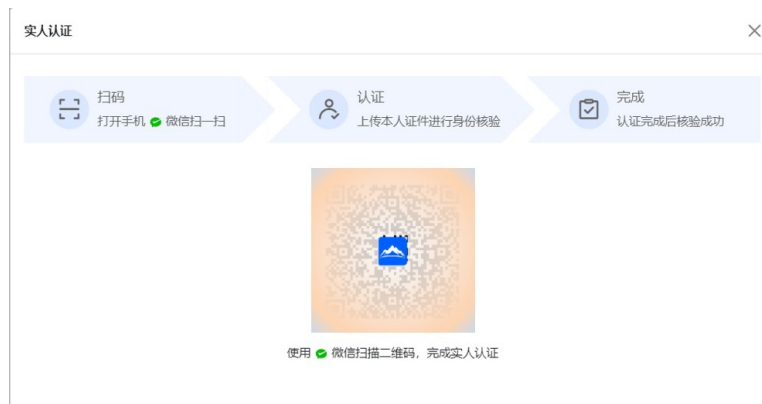 实人认证
扫码
打开手机 微信扫一扫
认证
上传本人证件进行身份核验
完成
认证完成后核验成功
使用 微信扫描二维码，完成实人认证